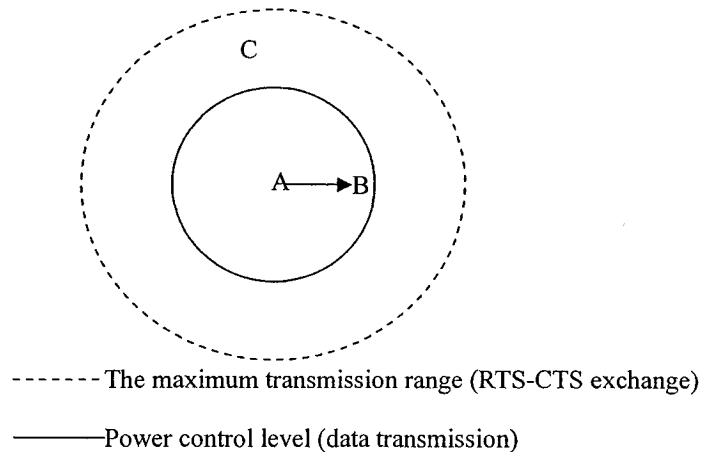 C
A B
The maximum transmission range (RTS-CTS exchange)
Power control level (data transmission)